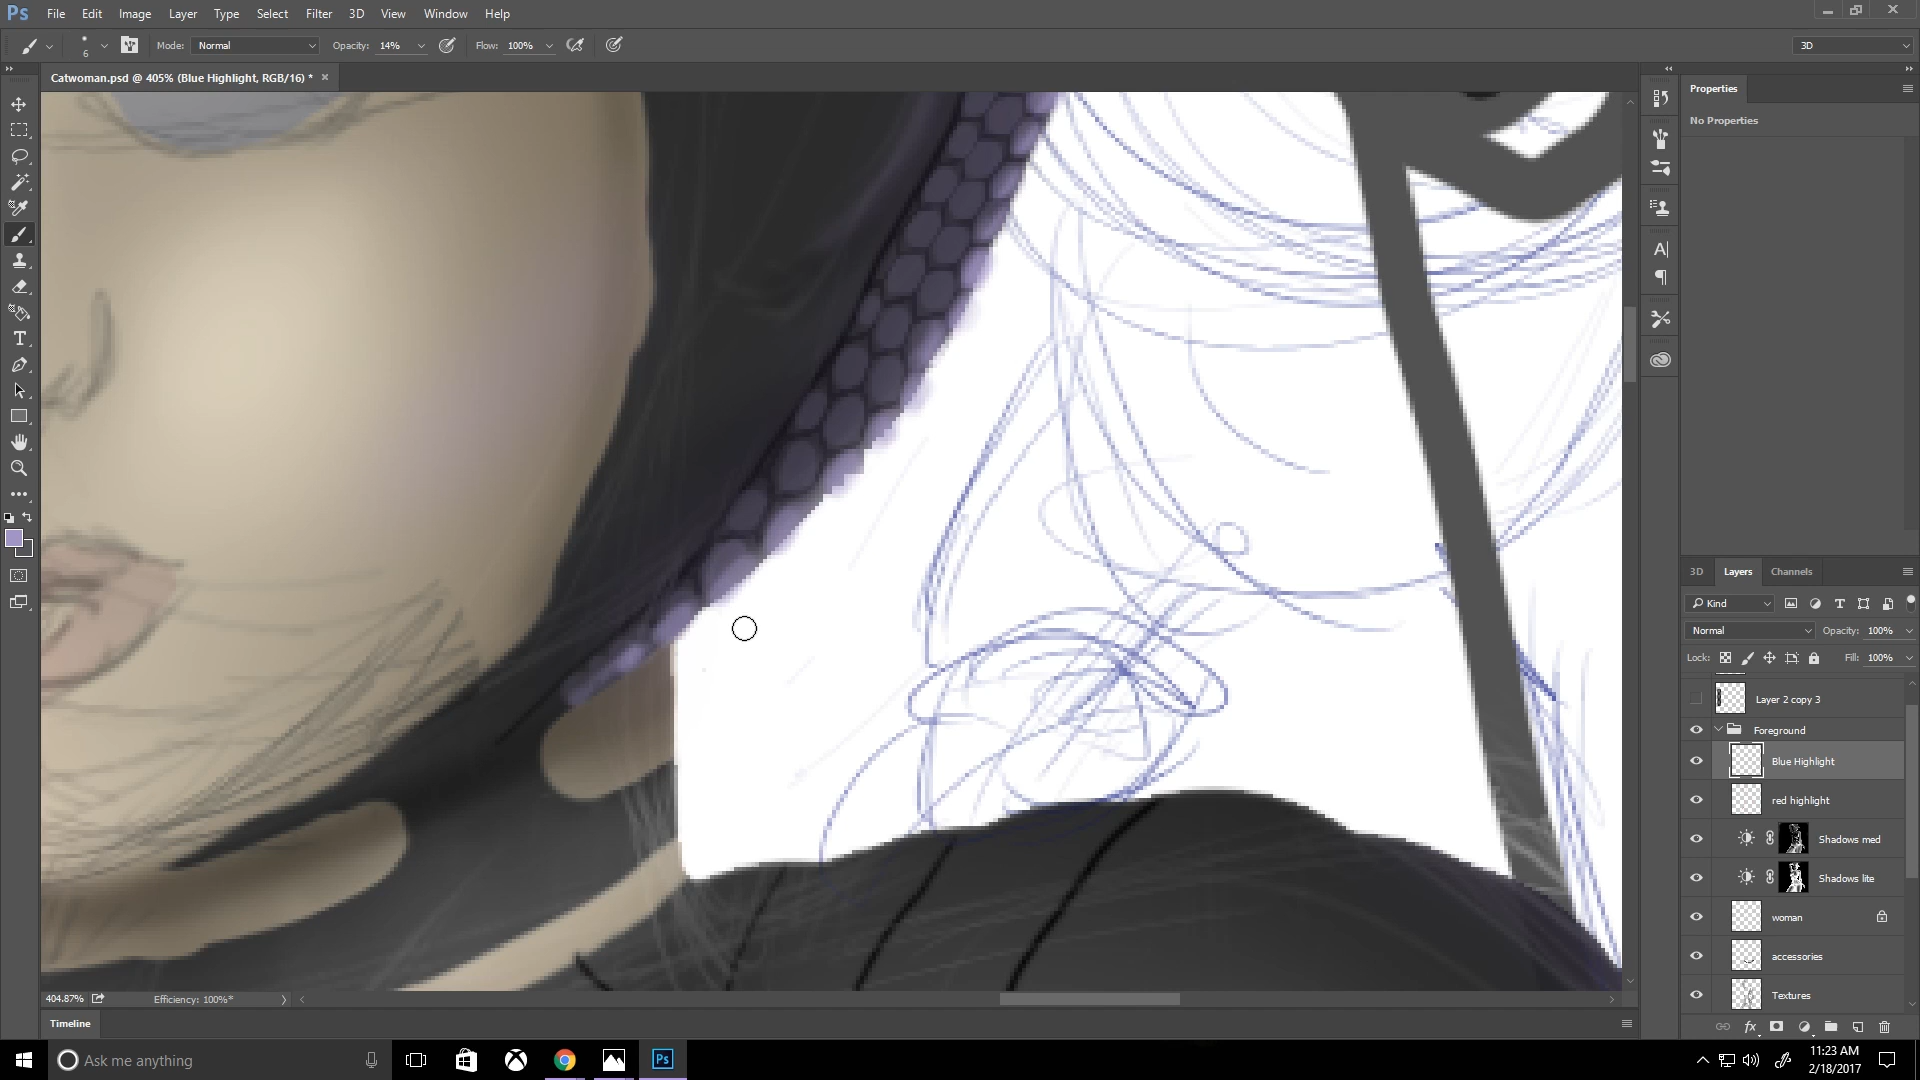 Ps File Edit Image Layer Type Select Filter 3D View Window Help
6 Mode: Normal Opacity: 14% Flow: 100% 3D
Catwoman.psd @ 405% (Blue Highlight, RGB/16) * ×
Properties
No Properties
3D Layers Channels
Kind
Normal Opacity: 100%
Lock: Fill: 100%
Layer 2 copy 3
Foreground
Blue Highlight
red highlight
Shadows med
Shadows lite
woman
accessories
Textures
404.87% Efficiency: 100%*
Timeline
Ask me anything
Ps
11:23 AM
2/18/2017